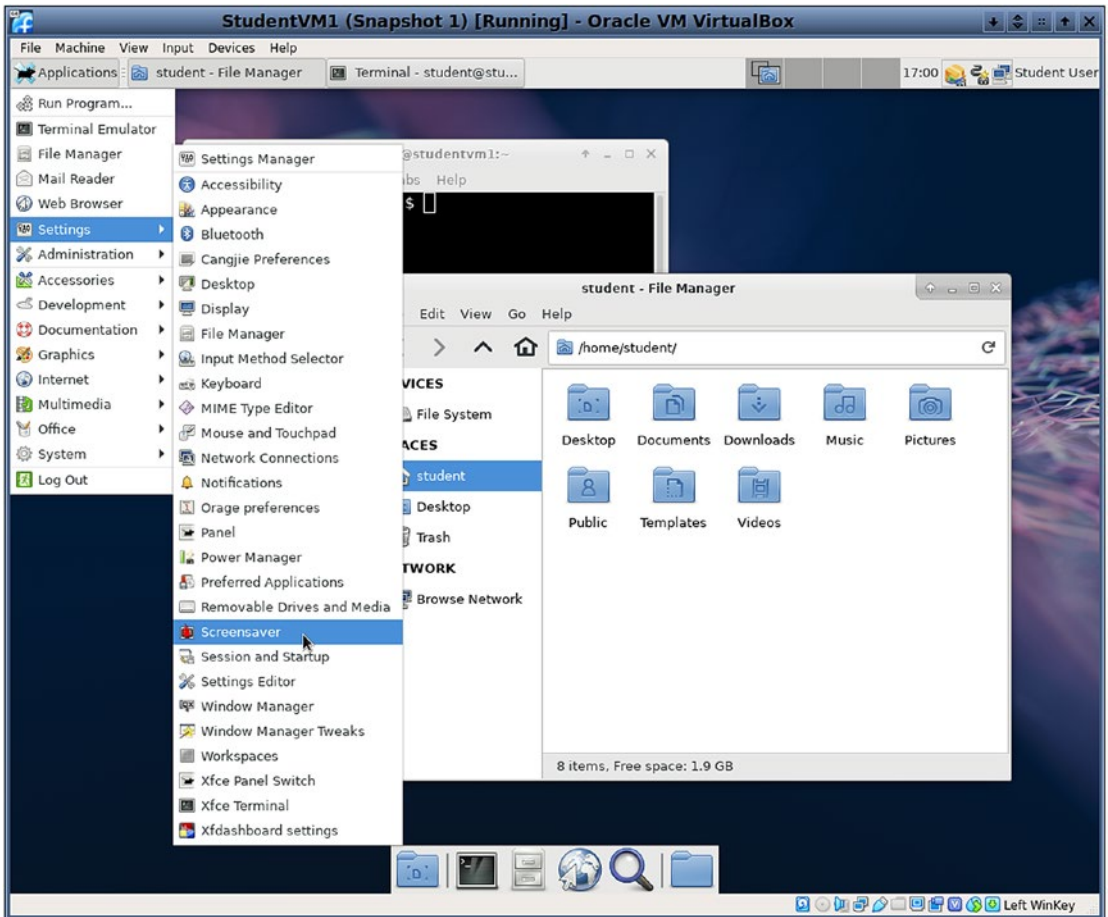 StudentVM1 (Snapshot 1) [Running] - Oracle VM VirtualBox
File Machine View Input Devices Help
Applications student - File Manager Terminal - student@stu... 17:00 Student User
Run Program...
Terminal Emulator
File Manager
Mail Reader
Web Browser
Settings
Administration
Accessories
Development
Documentation
Graphics
Internet
Multimedia
Office
System
Log Out
Settings Manager
Accessibility
Appearance
Bluetooth
Cangjie Preferences
Desktop
Display
File Manager
Input Method Selector
Keyboard
MIME Type Editor
Mouse and Touchpad
Network Connections
Notifications
Orage preferences
Panel
Power Manager
Preferred Applications
Removable Drives and Media
Screensaver
Session and Startup
Settings Editor
Window Manager
Window Manager Tweaks
Workspaces
Xfce Panel Switch
Xfce Terminal
Xfdashboard settings
@studentvm1:~
abs Help
$
student - File Manager
Edit View Go Help
/home/student/
VICES
File System
ACES
student
Desktop
Trash
TWORK
Browse Network
Desktop Documents Downloads Music Pictures
Public Templates Videos
8 items, Free space: 1.9 GB
Left WinKey